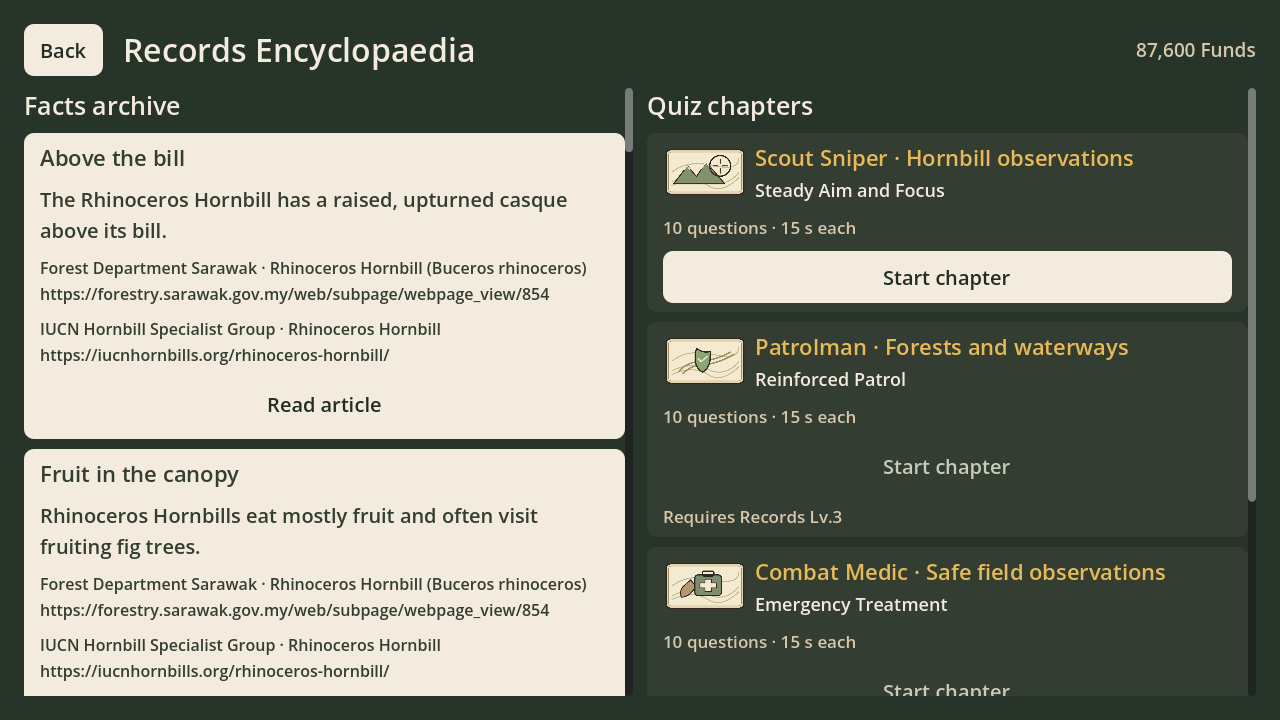 Back
Records Encyclopaedia
87,600 Funds
Facts archive
Above the bill
The Rhinoceros Hornbill has a raised, upturned casque
above its bill.
Forest Department Sarawak · Rhinoceros Hornbill (Buceros rhinoceros)
https://forestry.sarawak.gov.my/web/subpage/webpage_view/854
IUCN Hornbill Specialist Group · Rhinoceros Hornbill
https://iucnhornbills.org/rhinoceros-hornbill/
Read article
Fruit in the canopy
Rhinoceros Hornbills eat mostly fruit and often visit
fruiting fig trees.
Forest Department Sarawak · Rhinoceros Hornbill (Buceros rhinoceros)
https://forestry.sarawak.gov.my/web/subpage/webpage_view/854
IUCN Hornbill Specialist Group · Rhinoceros Hornbill
https://iucnhornbills.org/rhinoceros-hornbill/
Quiz chapters
Scout Sniper · Hornbill observations
Steady Aim and Focus
10 questions · 15 s each
Start chapter
Patrolman · Forests and waterways
Reinforced Patrol
10 questions · 15 s each
Start chapter
Requires Records Lv.3
Combat Medic · Safe field observations
Emergency Treatment
10 questions · 15 s each
Start chapter